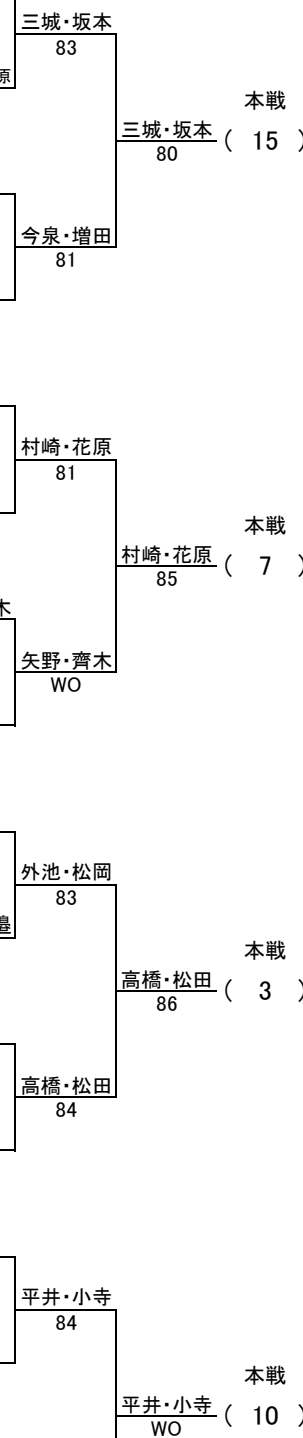 三城・坂本
83
原
本戦
三城・坂本
( 15 )
80
今泉・増田
81
村崎・花原
81
本戦
村崎・花原
( 7 )
85
木
矢野・齊木
WO
外池・松岡
83
邉
本戦
高橋・松田
( 3 )
86
高橋・松田
84
平井・小寺
84
本戦
平井・小寺
( 10 )
WO